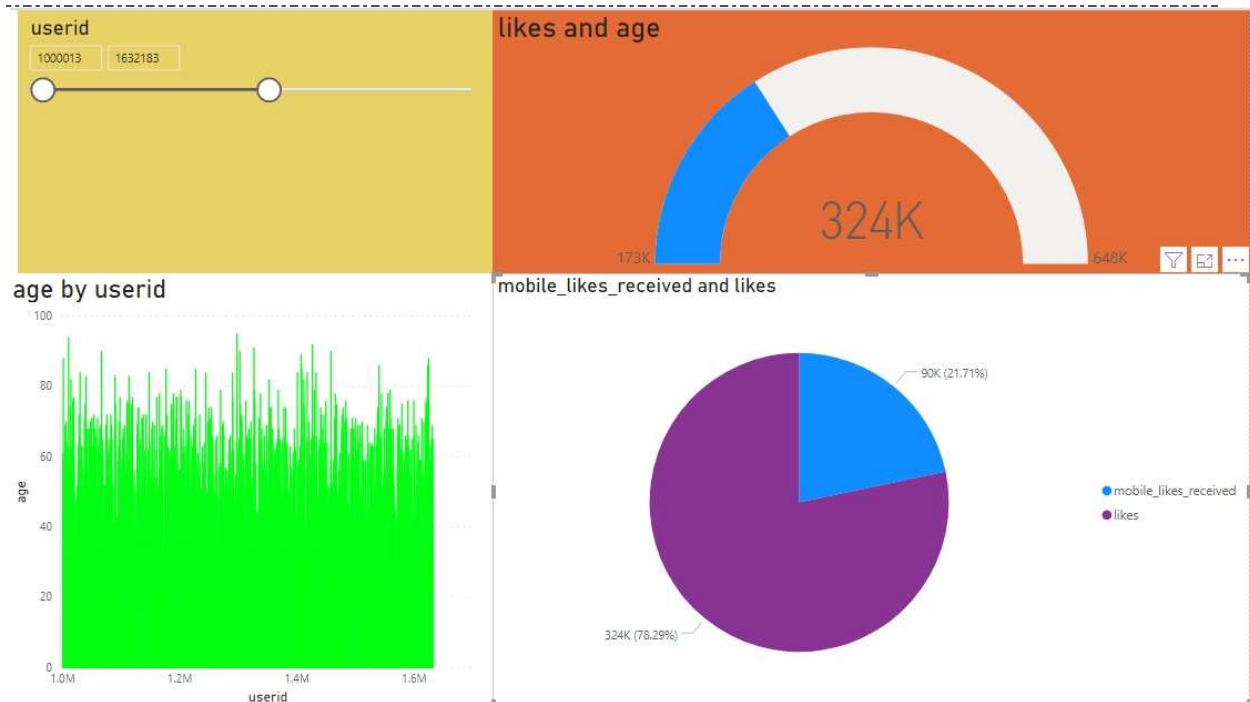 userid
1000013 1632183
likes and age
324K
173K 648K
age by userid
100
80
60
40
20
0
age
1.0M 1.2M 1.4M 1.6M
userid
mobile_likes_received and likes
90K (21.71%)
324K (78.29%)
mobile_likes_received
likes